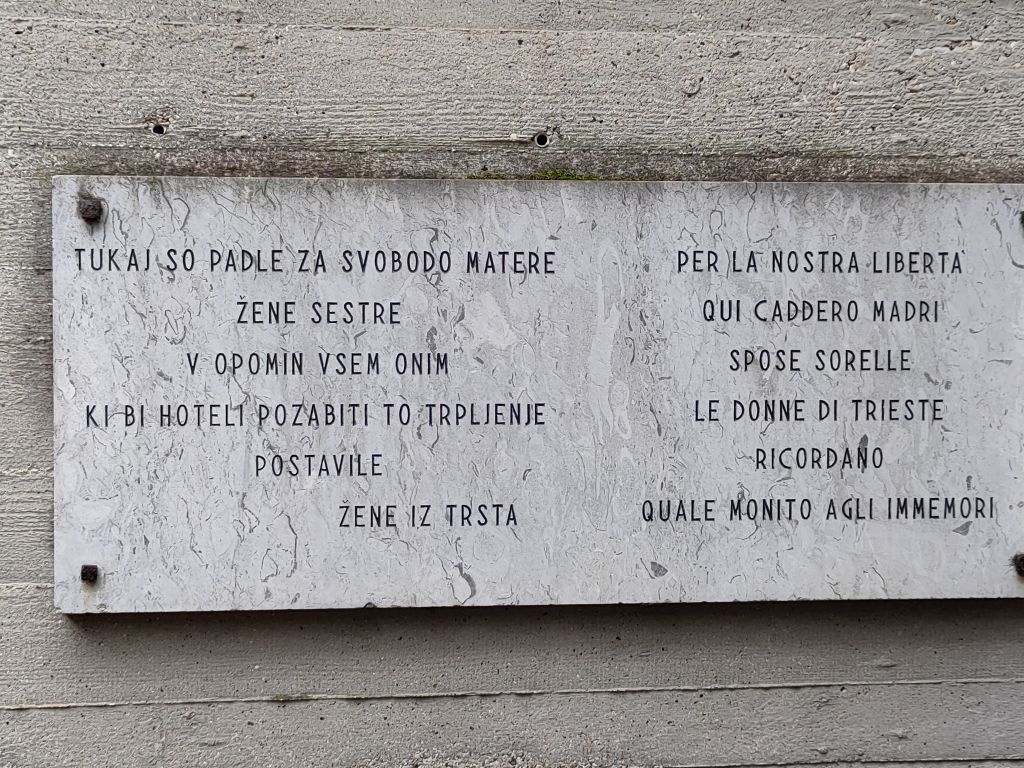 TUKAJ SO PADLE ZA SVOBODO MATERE
ŽENE SESTRE
V OPOMIN VSEM ONIM
KI BI HOTELI POZABITI TO TRPLJENJE
POSTAVILE
ŽENE IZ TRSTA
PER LA NOSTRA LIBERTA'
QUI CADDERO MADRI
SPOSE SORELLE
LE DONNE DI TRIESTE
RICORDANO
QUALE MONITO AGLI IMMEMORI